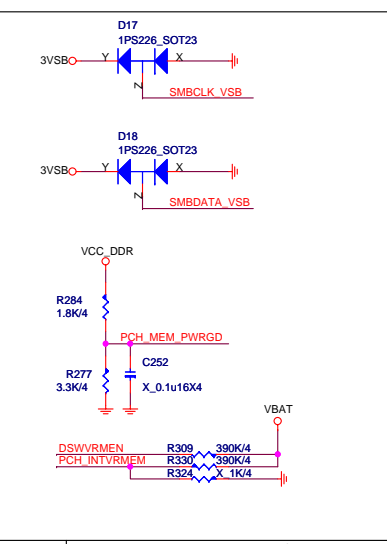 D17
1PS226_SOT23
3VSB Y X
Z
SMBCLK_VSB
D18
1PS226_SOT23
3VSB Y X
Z
SMBDATA_VSB
VCC_DDR
R284
1.8K/4
PCH_MEM_PWRGD
R277
3.3K/4
C252
X_0.1u16X4
VBAT
DSWVRMEN R309 390K/4
PCH_INTVRMEM R330 390K/4
R324 X_1K/4